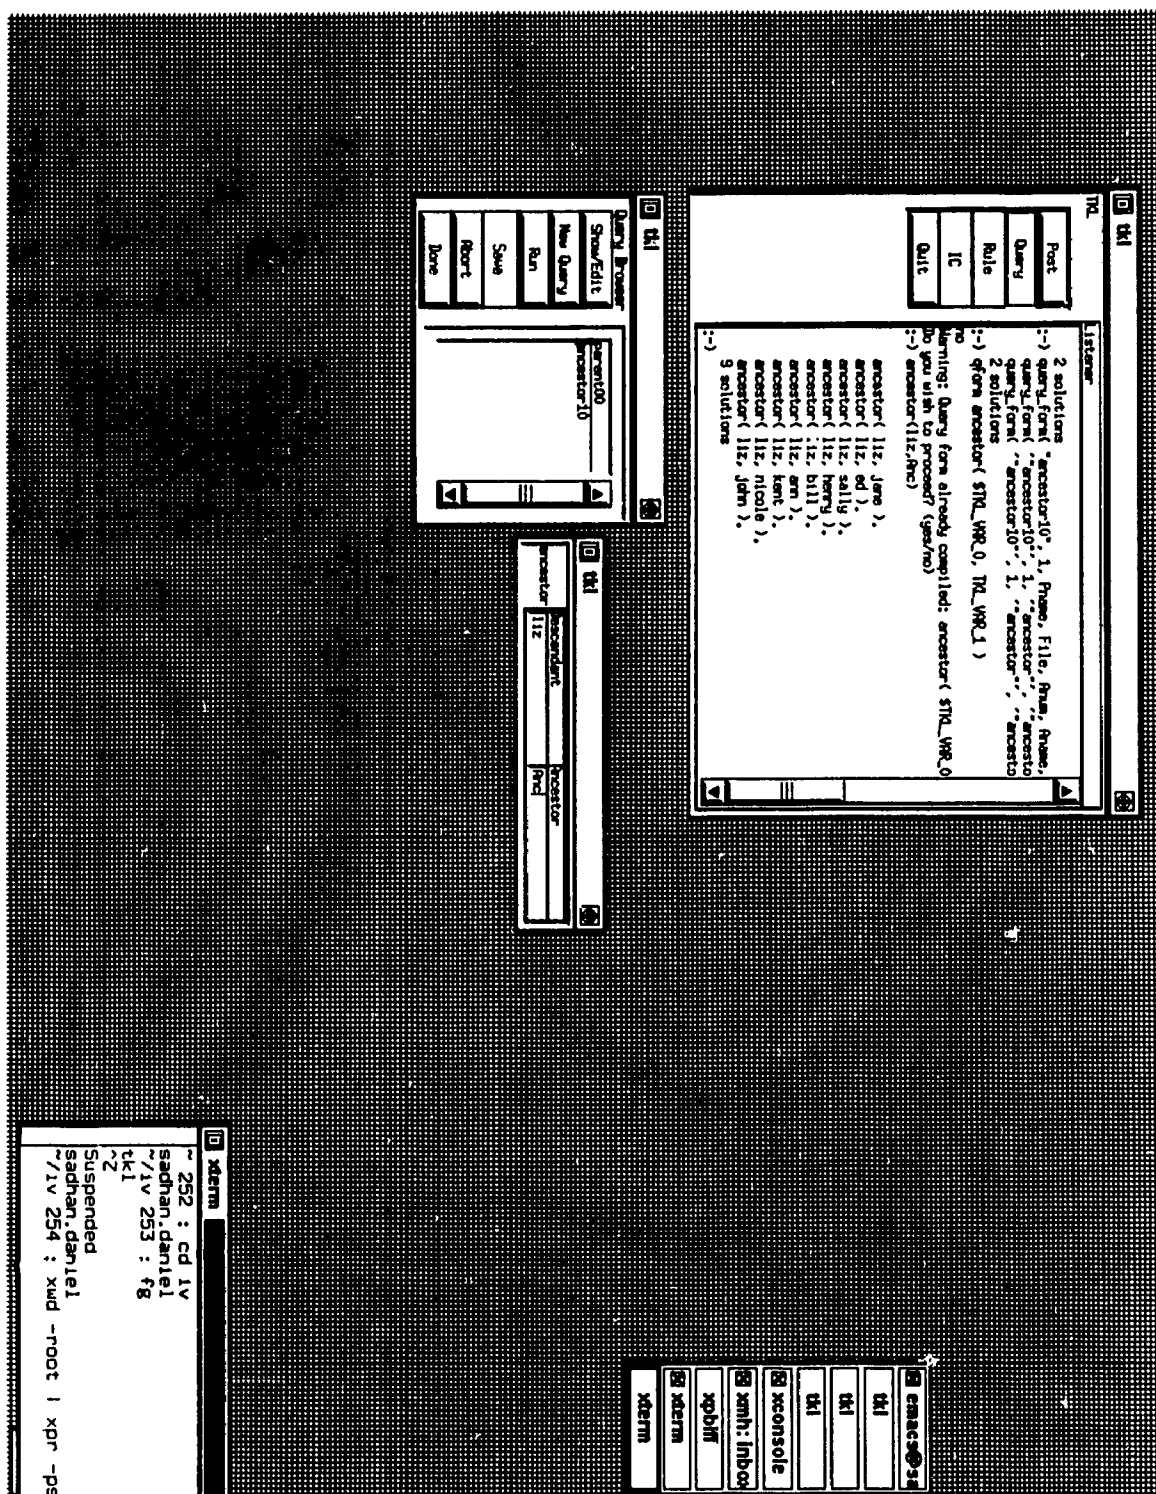 tkl
TKL
Post
Query
Rule
IC
Quit
Listener
2 solutions
:-) query_form( "ancestor10", 1, Pname, File, Anum, Aname,
query_form( '"ancestor10"', 1, '"ancestor"', '"ancesto
query_form( '"ancestor10"', 1, '"ancestor"', '"ancesto
2 solutions
:-) qform ancestor( $TKL_VAR_0, TKL_VAR_1 )
no
Warning: Query form already compiled: ancestor( $TKL_VAR_0
Do you wish to proceed? (yes/no)
:-) ancestor(liz,Anc)
ancestor( liz, jane ).
ancestor( liz, ed ).
ancestor( liz, sally ).
ancestor( liz, henry ).
ancestor( liz, bill ).
ancestor( liz, ann ).
ancestor( liz, kent ).
ancestor( liz, nicole ).
ancestor( liz, john ).
9 solutions
:-)
tkl
Query Browser
Show/Edit
New Query
Run
Save
Abort
Done
parent00
ancestor10
tkl
ancestor
Descendant Ancestor
liz Anc
emacs@sa
tkl
tkl
tkl
xconsole
xmh: inbox
xpbiff
xterm
xterm
xterm
~ 252 : cd iv
sadhan.daniel
~/iv 253 : fg
tkl
^Z
Suspended
sadhan.daniel
~/iv 254 : xwd -root | xpr -ps